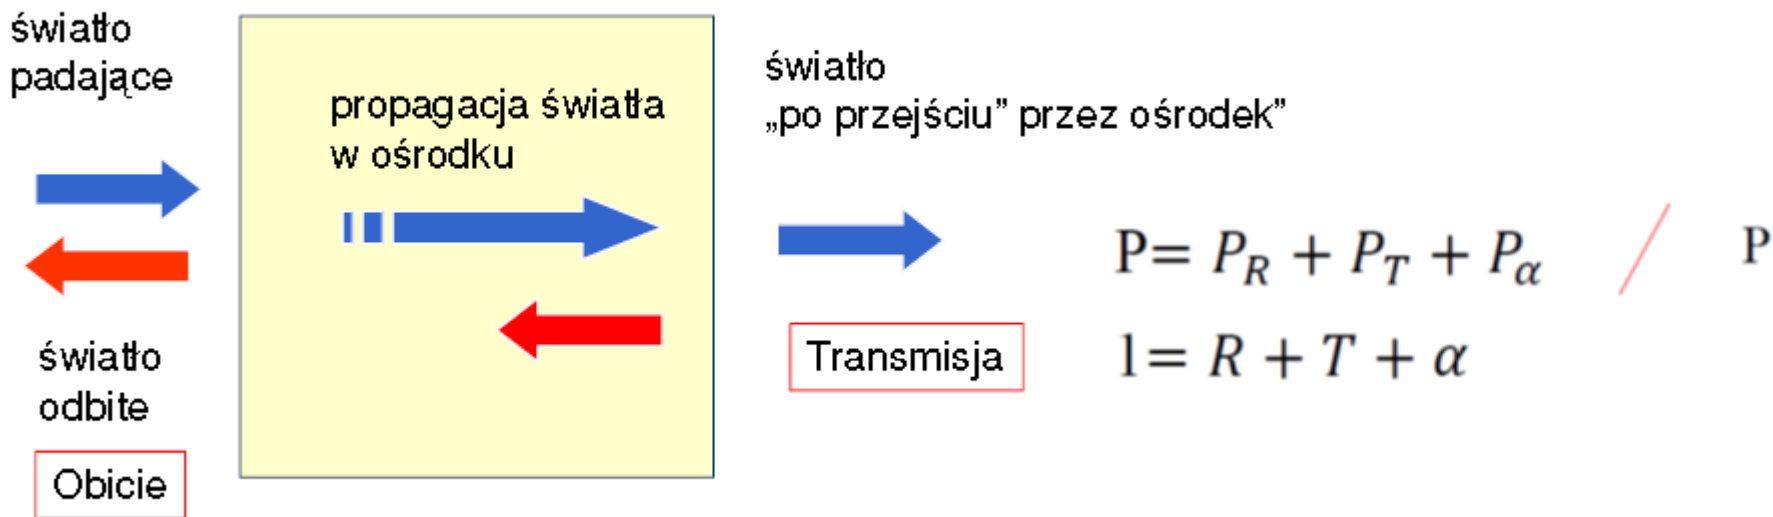 światło
padające
propagacja światła
w ośrodku
światło
„po przejściu” przez ośrodek”
światło
odbite
Obicie
Transmisja
P= P_R + P_T + P_α / P
1= R + T + α